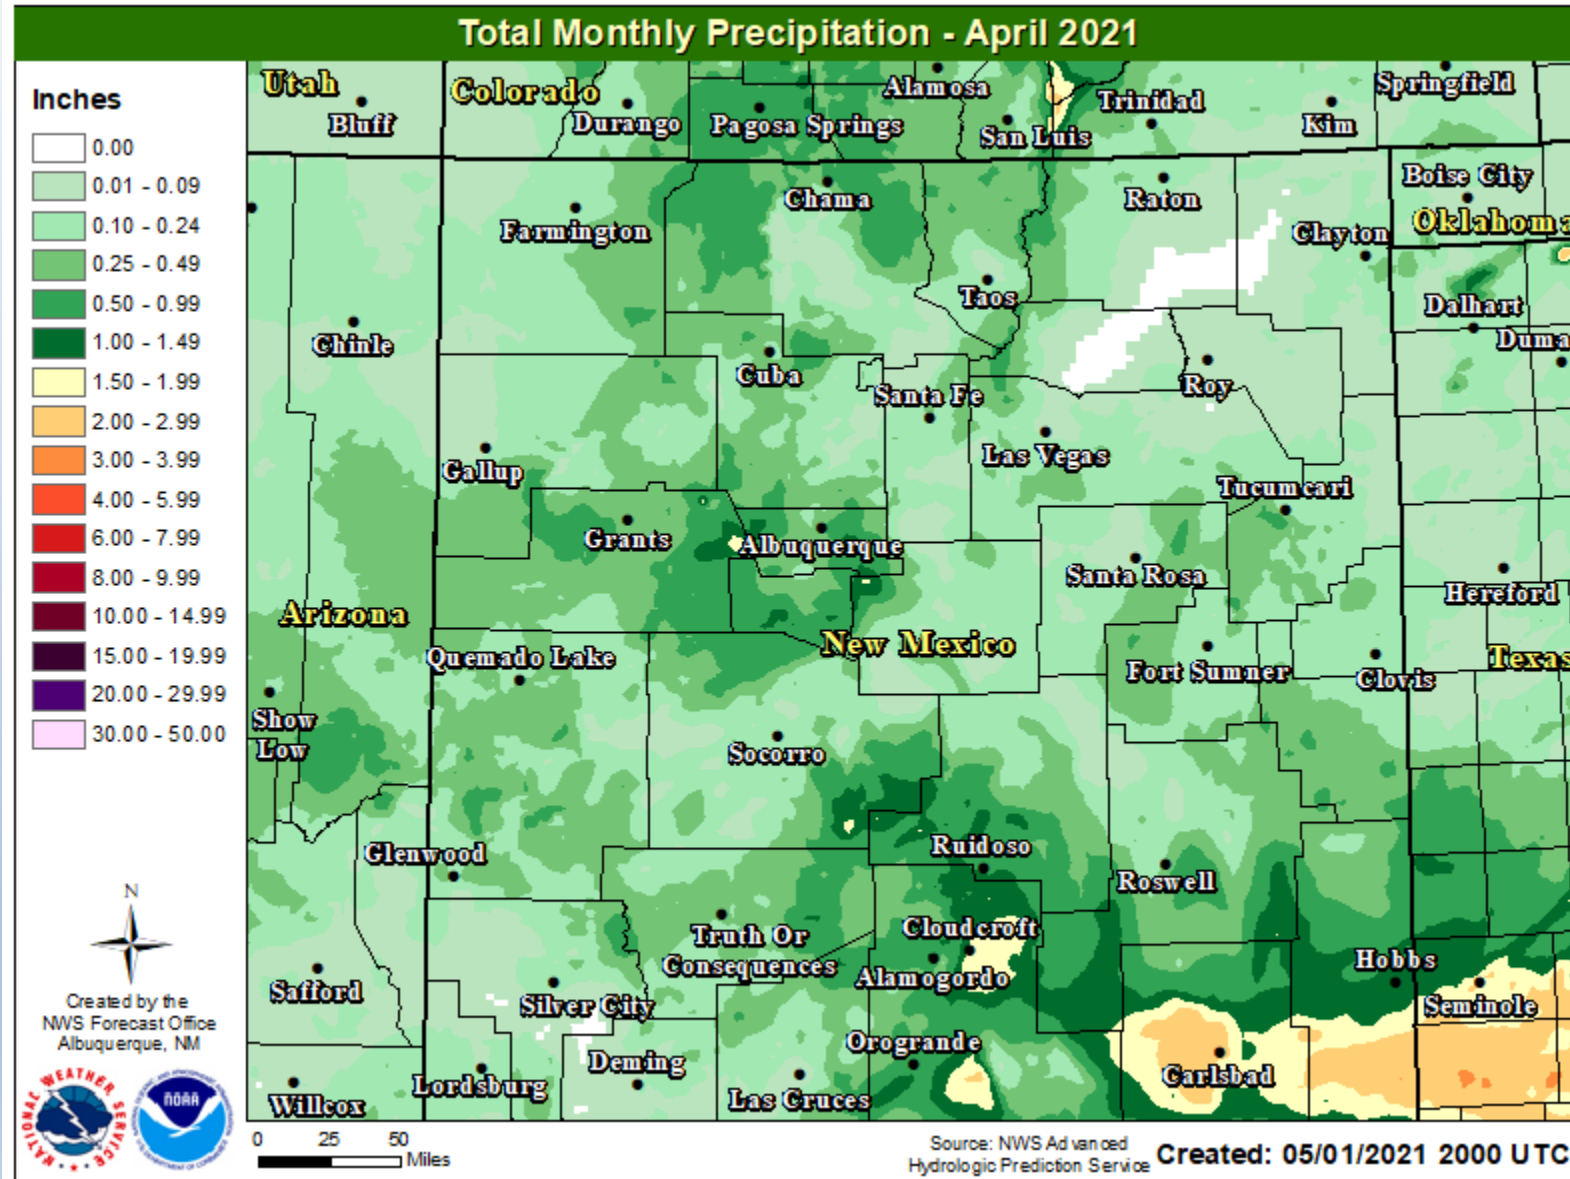 Total Monthly Precipitation - April 2021
Inches
0.00
0.01 - 0.09
0.10 - 0.24
0.25 - 0.49
0.50 - 0.99
1.00 - 1.49
1.50 - 1.99
2.00 - 2.99
3.00 - 3.99
4.00 - 5.99
6.00 - 7.99
8.00 - 9.99
10.00 - 14.99
15.00 - 19.99
20.00 - 29.99
30.00 - 50.00
N
Created by the
NWS Forecast Office
Albuquerque, NM
NATIONAL WEATHER SERVICE
NOAA
Utah
Colorado
Alamosa
Springfield
Bluff
Durango
Pagosa Springs
San Luis
Trinidad
Kim
Boise City
Chama
Raton
Farmington
Clayton
Oklahoma
Taos
Dalhart
Chinle
Duma
Cuba
Santa Fe
Roy
Gallup
Las Vegas
Tucumcari
Grants
Albuquerque
Santa Rosa
Hereford
Arizona
New Mexico
Quemado Lake
Fort Sumner
Texas
Clovis
Show
Low
Socorro
Glenwood
Ruidoso
Roswell
Truth Or
Consequences
Cloudcroft
Alamogordo
Hobbs
Safford
Silver City
Seminole
Orogrande
Deming
Carlsbad
Lordsburg
Las Cruces
Willcox
0 25 50
Miles
Source: NWS Advanced
Hydrologic Prediction Service
Created: 05/01/2021 2000 UTC